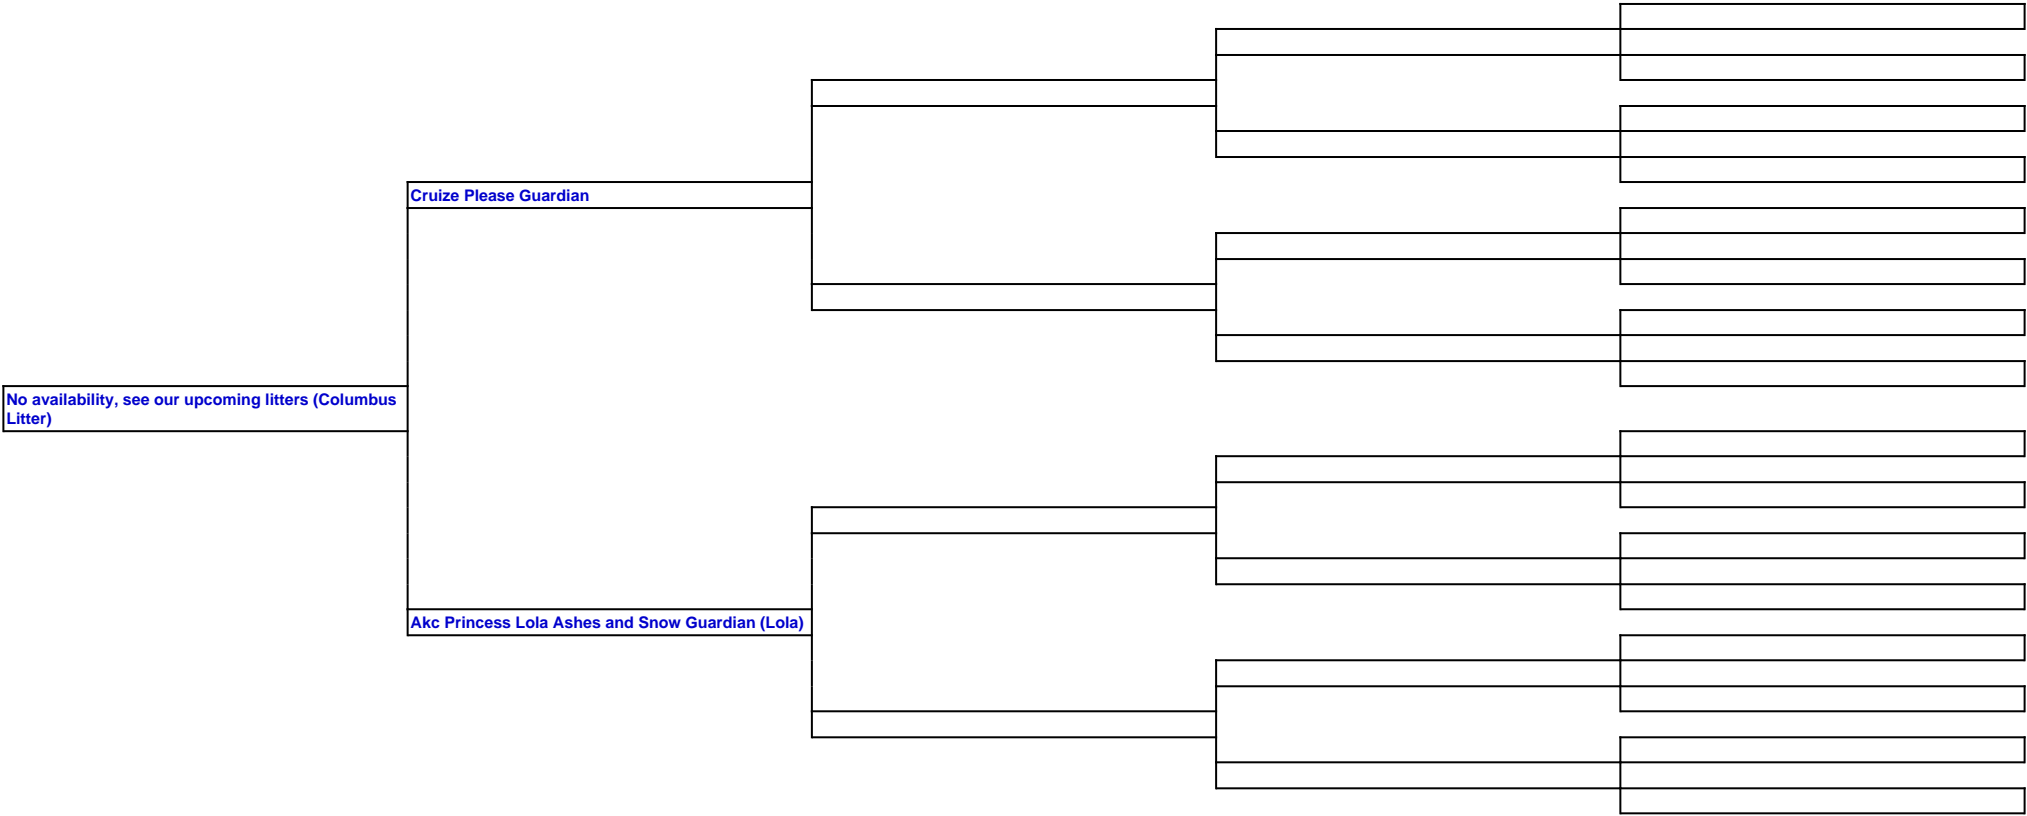 Cruize Please Guardian
No availability, see our upcoming litters (Columbus
Litter)
Akc Princess Lola Ashes and Snow Guardian (Lola)